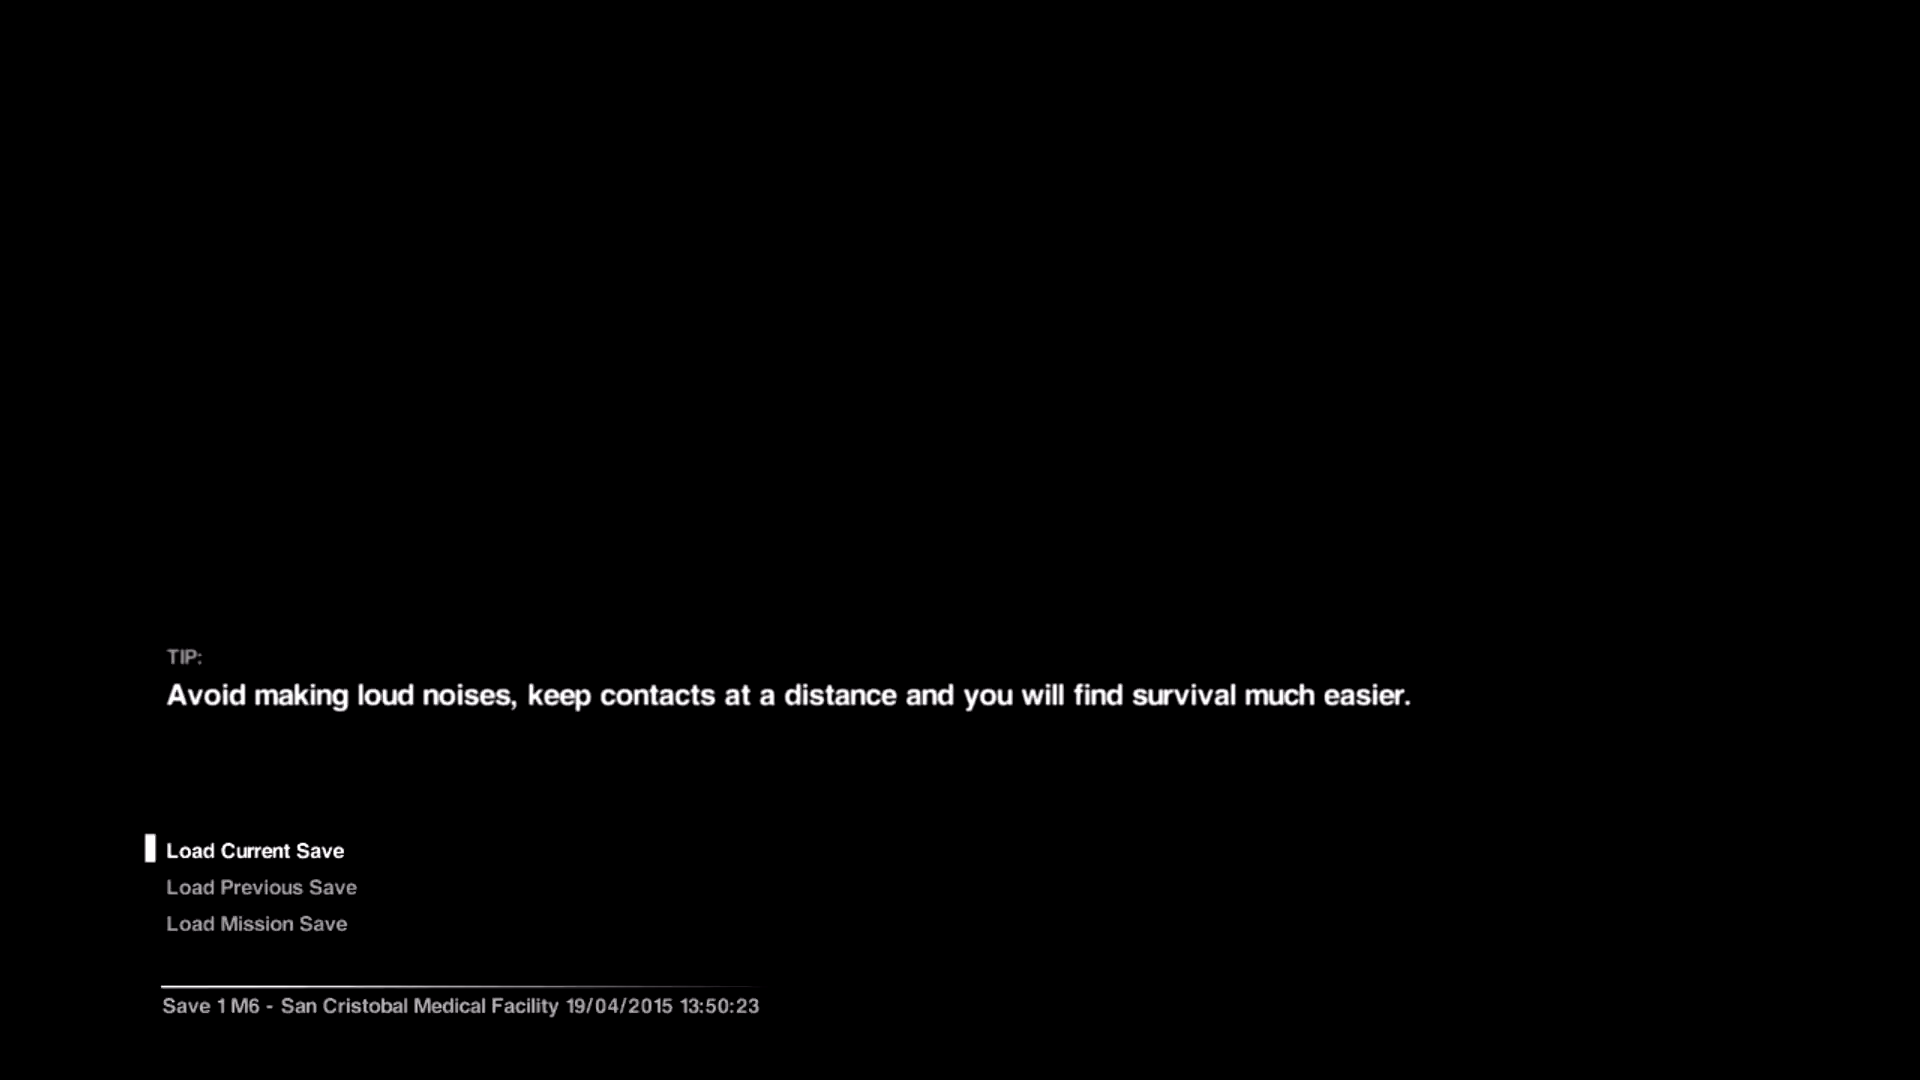 TIP:
Avoid making loud noises, keep contacts at a distance and you will find survival much easier.
Load Current Save
Load Previous Save
Load Mission Save
Save 1 M6 - San Cristobal Medical Facility 19/04/2015 13:50:23